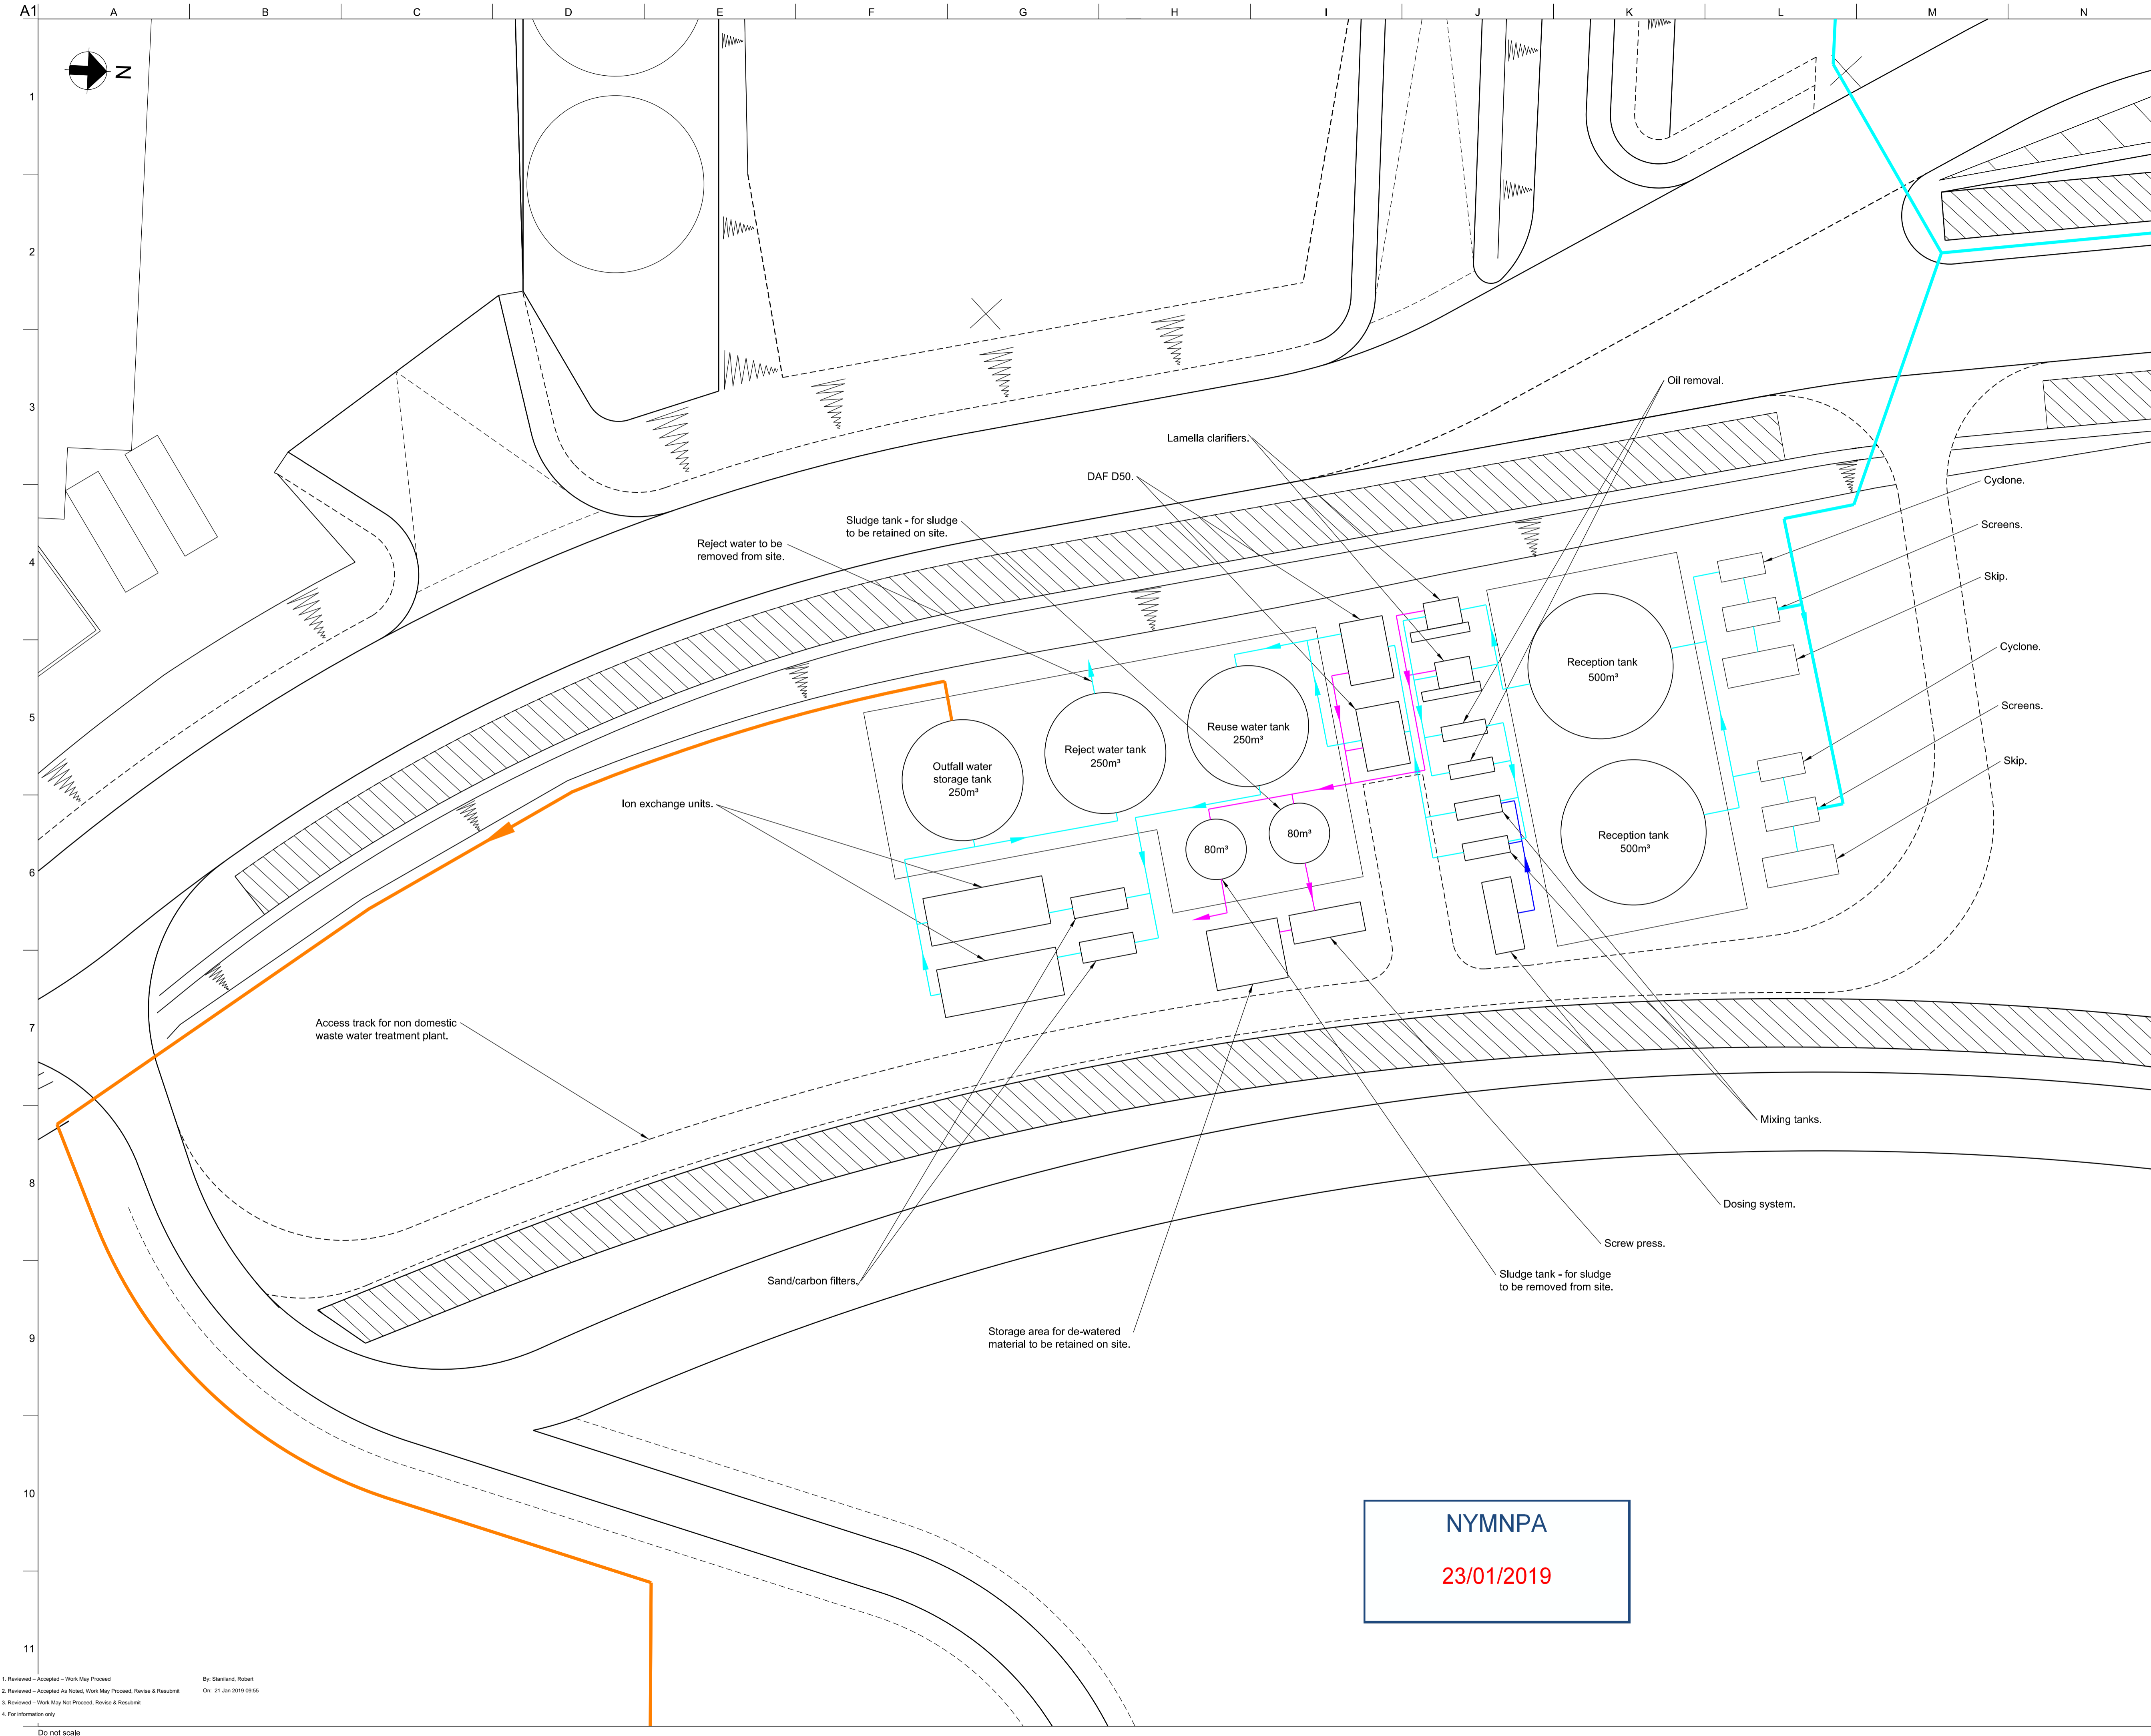 A1
A
B
C
D
E
F
G
H
I
J
K
L
M
N
N
1
2
3
4
5
6
7
8
9
10
11
Oil removal.
Lamella clarifiers.
DAF D50.
Cyclone.
Sludge tank - for sludge
to be retained on site.
Screens.
Reject water to be
removed from site.
Skip.
Reception tank
500m³
Cyclone.
Screens.
Reuse water tank
250m³
Reject water tank
250m³
Outfall water
storage tank
250m³
Skip.
Ion exchange units.
80m³
80m³
Reception tank
500m³
Access track for non domestic
waste water treatment plant.
Mixing tanks.
Dosing system.
Screw press.
Sludge tank - for sludge
to be removed from site.
Sand/carbon filters.
Storage area for de-watered
material to be retained on site.
NYMNPA
23/01/2019
1. Reviewed – Accepted – Work May Proceed
By: Staniland, Robert
2. Reviewed – Accepted As Noted, Work May Proceed, Revise & Resubmit
On: 21 Jan 2019 09:55
3. Reviewed – Work May Not Proceed, Revise & Resubmit
4. For information only
Do not scale